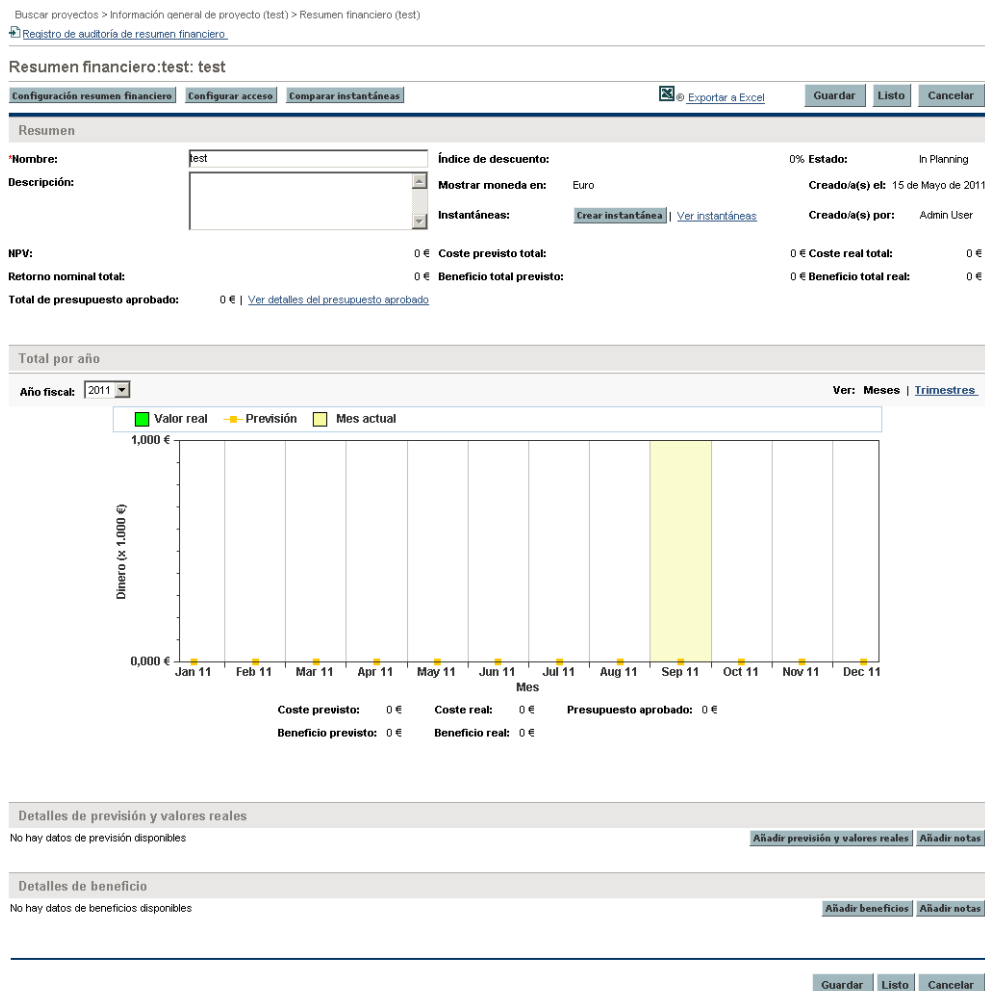 Buscar proyectos > Información general de proyecto (test) > Resumen financiero (test)
Registro de auditoría de resumen financiero
Resumen financiero:test: test
Configuración resumen financiero Configurar acceso Comparar instantáneas ® Exportar a Excel Guardar Listo Cancelar
Resumen
*Nombre: test Índice de descuento: 0% Estado: In Planning
Descripción: Mostrar moneda en: Euro Creado/a(s) el: 15 de Mayo de 2011
Instantáneas: Crear instantánea | Ver instantáneas Creado/a(s) por: Admin User
NPV: 0 € Coste previsto total: 0 € Coste real total: 0 €
Retorno nominal total: 0 € Beneficio total previsto: 0 € Beneficio total real: 0 €
Total de presupuesto aprobado: 0 € | Ver detalles del presupuesto aprobado
Total por año
Año fiscal: 2011 Ver: Meses | Trimestres
Valor real Previsión Mes actual
1,000 €
Dinero (x 1.000 €)
0,000 €
Jan 11 Feb 11 Mar 11 Apr 11 May 11 Jun 11 Jul 11 Aug 11 Sep 11 Oct 11 Nov 11 Dec 11
Mes
Coste previsto: 0 € Coste real: 0 € Presupuesto aprobado: 0 €
Beneficio previsto: 0 € Beneficio real: 0 €
Detalles de previsión y valores reales
No hay datos de previsión disponibles Añadir previsión y valores reales Añadir notas
Detalles de beneficio
No hay datos de beneficios disponibles Añadir beneficios Añadir notas
Guardar Listo Cancelar